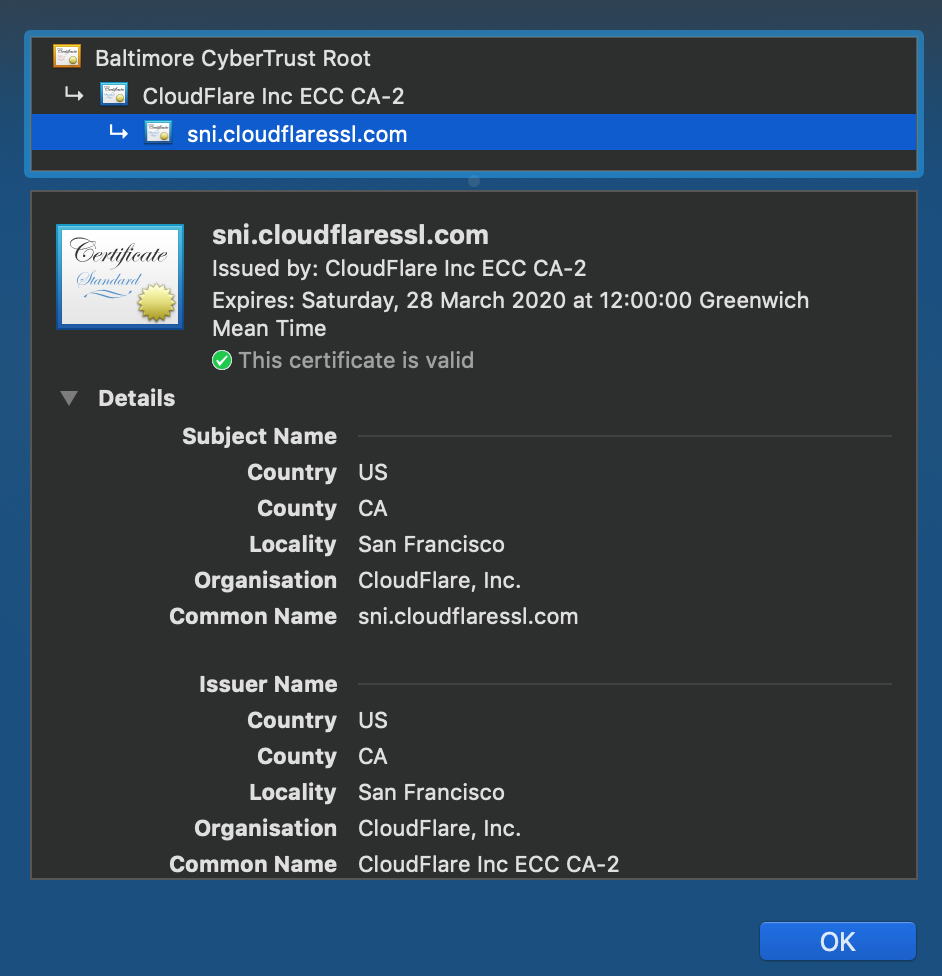 Baltimore CyberTrust Root
CloudFlare Inc ECC CA-2
sni.cloudflaressl.com
Certificate
Standard
sni.cloudflaressl.com
Issued by: CloudFlare Inc ECC CA-2
Expires: Saturday, 28 March 2020 at 12:00:00 Greenwich
Mean Time
This certificate is valid
Details
Subject Name
Country US
County CA
Locality San Francisco
Organisation CloudFlare, Inc.
Common Name sni.cloudflaressl.com
Issuer Name
Country US
County CA
Locality San Francisco
Organisation CloudFlare, Inc.
Common Name CloudFlare Inc ECC CA-2
OK